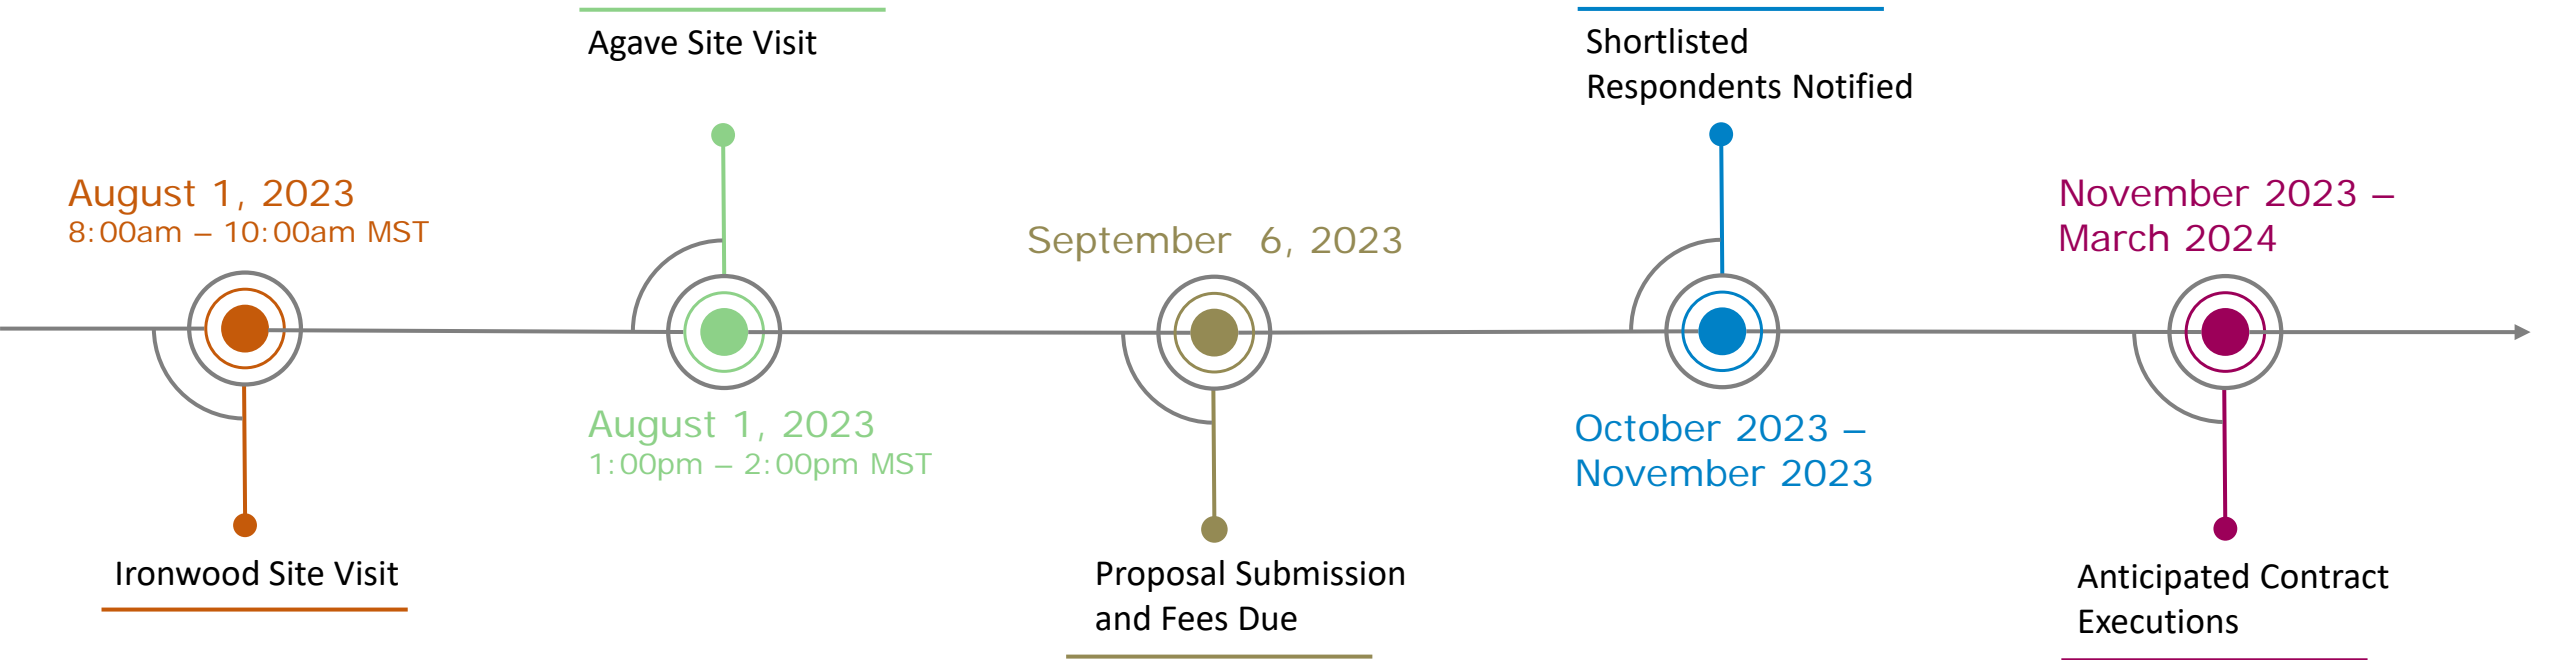 August 1, 2023
8:00am – 10:00am MST
Ironwood Site Visit
Agave Site Visit
August 1, 2023
1:00pm – 2:00pm MST
September 6, 2023
Proposal Submission
and Fees Due
Shortlisted
Respondents Notified
October 2023 –
November 2023
November 2023 –
March 2024
Anticipated Contract
Executions